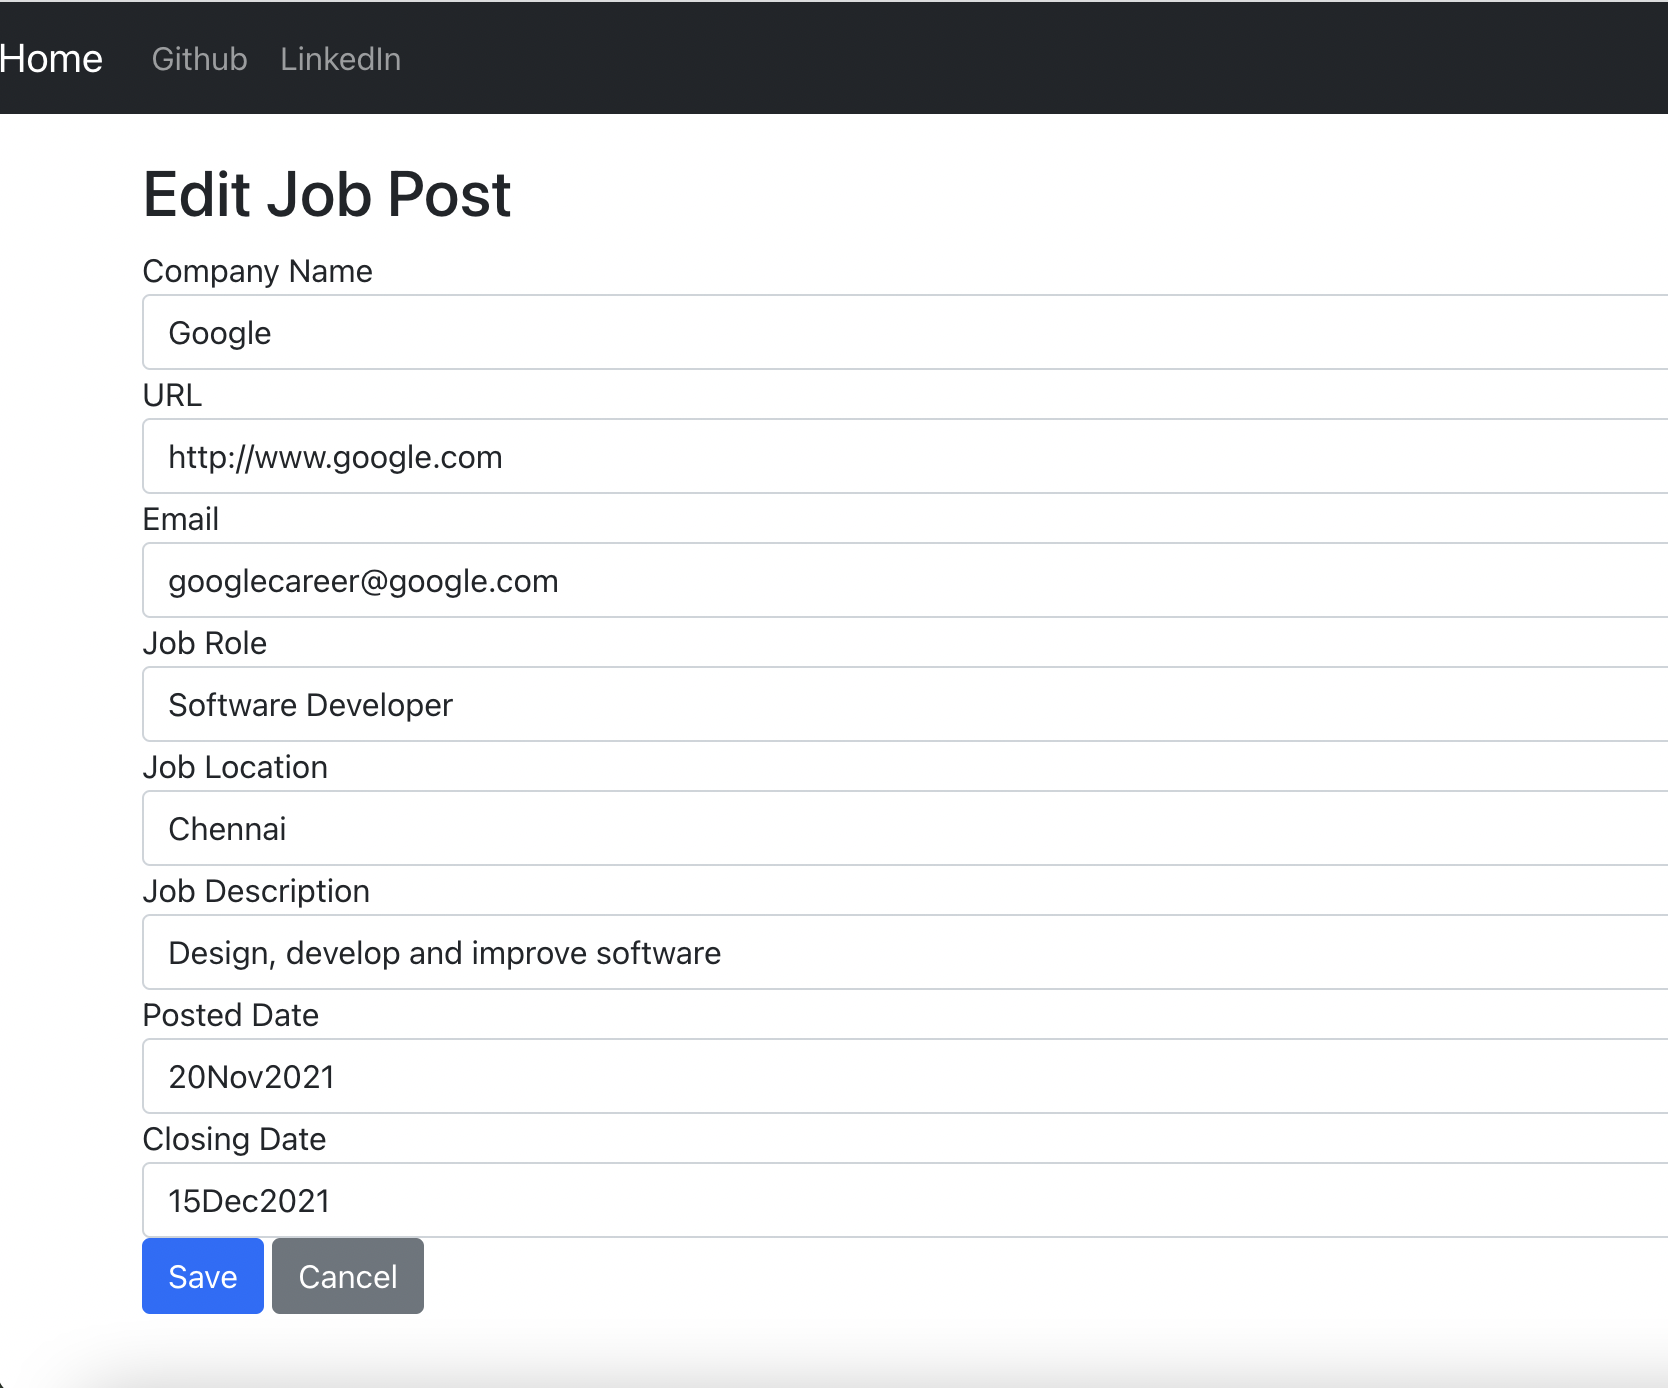 Home Github LinkedIn
Edit Job Post
Company Name
Google
URL
http://www.google.com
Email
googlecareer@google.com
Job Role
Software Developer
Job Location
Chennai
Job Description
Design, develop and improve software
Posted Date
20Nov2021
Closing Date
15Dec2021
Save Cancel